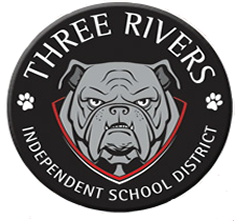 THREE RIVERS
INDEPENDENT SCHOOL DISTRICT